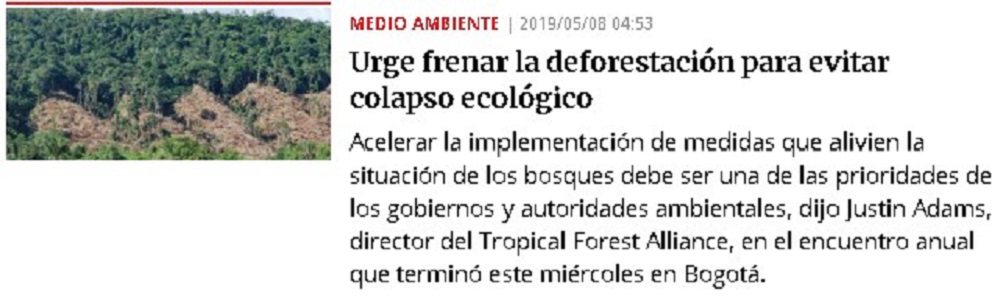 MEDIO AMBIENTE | 2019/05/08 04:53
Urge frenar la deforestación para evitar
colapso ecológico
Acelerar la implementación de medidas que alivien la
situación de los bosques debe ser una de las prioridades de
los gobiernos y autoridades ambientales, dijo Justin Adams,
director del Tropical Forest Alliance, en el encuentro anual
que terminó este miércoles en Bogotá.